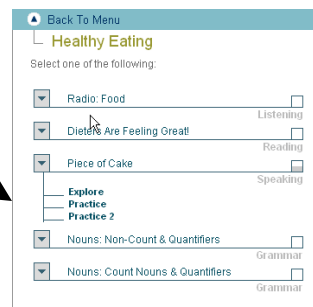 Back To Menu
Healthy Eating
Select one of the following:
Radio: Food
Listening
Dieters Are Feeling Great!
Reading
Piece of Cake
Speaking
Explore
Practice
Practice 2
Nouns: Non-Count & Quantifiers
Grammar
Nouns: Count Nouns & Quantifiers
Grammar